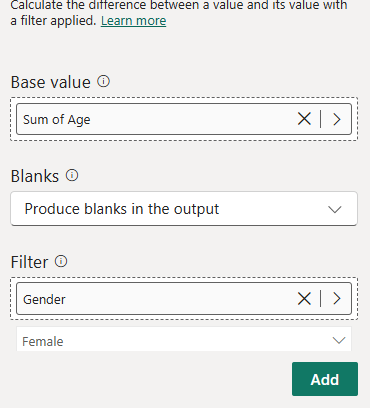 Calculate the difference between a value and its value with
a filter applied. Learn more
Base value
Sum of Age
Blanks
Produce blanks in the output
Filter
Gender
Female
Add